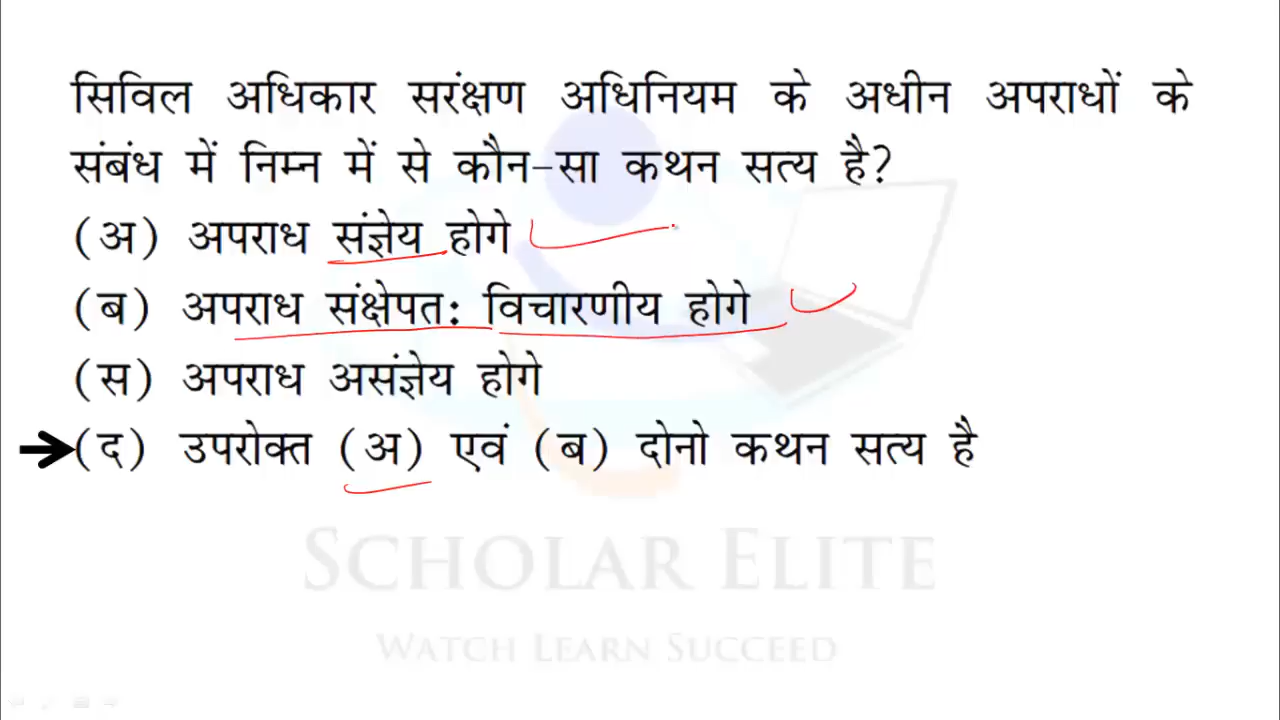 सिविल अधिकार सरंक्षण अधिनियम के अधीन अपराधों के
संबंध में निम्न में से कौन-सा कथन सत्य है?
(अ) अपराध संज्ञेय होगे
(ब) अपराध संक्षेपत: विचारणीय होगे
(स) अपराध असंज्ञेय होगे
(द) उपरोक्त (अ) एवं (ब) दोनो कथन सत्य है
SCHOLAR ELITE
WATCH LEARN SUCCEED